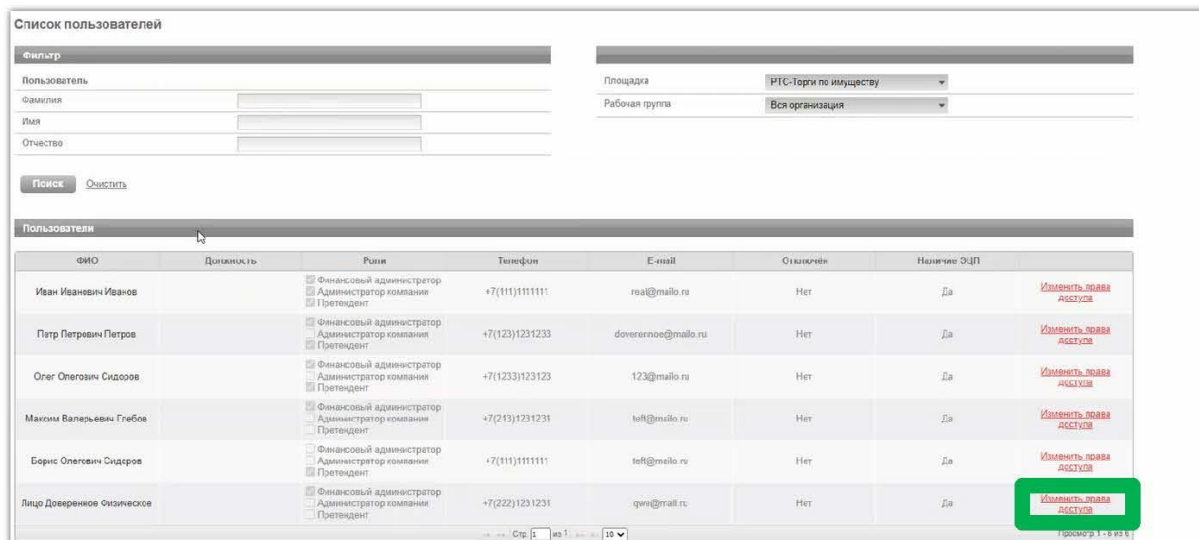 Список пользователей
Фильтр
Пользователь
Фамилия
Имя
Отчество
Площадка РТС-Торги по имуществу
Рабочая группа Вся организация
Поиск Очистить
Пользователи
ФИО Должность Роли Телефон E-mail Отключён Наличие ЭЦП
Иван Иванович Иванов Финансовый администратор Администратор компании Претендент +7(111)1111111 real@mailo.ru Нет Да Изменить права доступа
Петр Петрович Петров Финансовый администратор Администратор компании Претендент +7(123)1231233 Нет Да Изменить права доступа
Олег Олегович Сидоров Финансовый администратор Администратор компании Претендент +7(1233)123123 123@mailo.ru Нет Да Изменить права доступа
Максим Валерьевич Глебов Финансовый администратор Администратор компании Претендент +7(213)1231231 Нет Да Изменить права доступа
Борис Олегович Сидоров Финансовый администратор Администратор компании Претендент +7(111)1111111 Нет Да Изменить права доступа
Лицо Доверенное Физическое Финансовый администратор Администратор компании Претендент +7(222)1231231 qwe@mail.ru Нет Да Изменить права доступа
Стр. 1 из 1 10 Просмотр 1 - 6 из 6